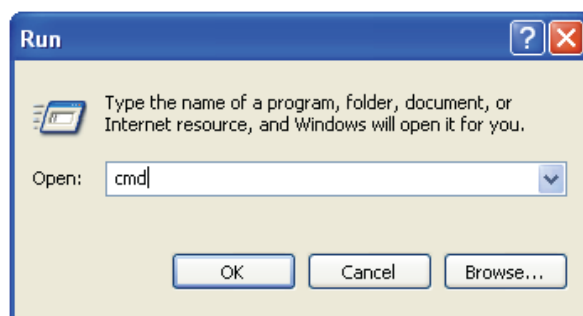 Run
Type the name of a program, folder, document, or
Internet resource, and Windows will open it for you.
Open: cmd
OK Cancel Browse...